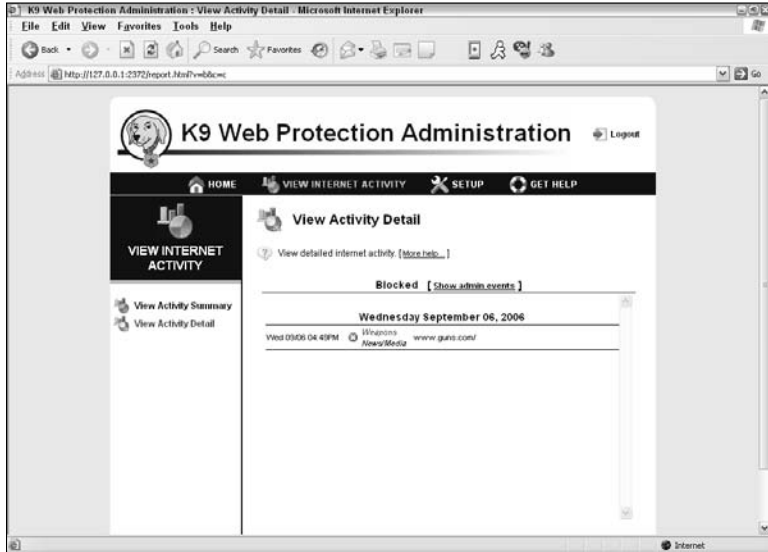 K9 Web Protection Administration : View Activity Detail - Microsoft Internet Explorer
File Edit View Favorites Tools Help
Back Search Favorites
Address http://127.0.0.1:2372/report.html?v=b&c=c Go
K9 Web Protection Administration Logout
HOME VIEW INTERNET ACTIVITY SETUP GET HELP
VIEW INTERNET
ACTIVITY
View Activity Summary
View Activity Detail
View Activity Detail
View detailed internet activity. [More help...]
Blocked [ Show admin events ]
Wednesday September 06, 2006
Wed 09/06 04:49PM Weapons www.guns.com/
News/Media
Internet